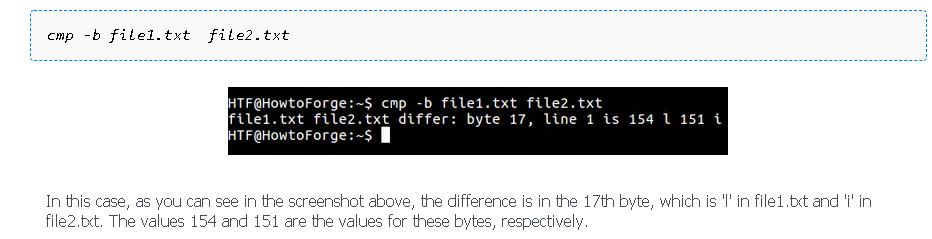 cmp -b file1.txt  file2.txt
HTF@HowtoForge:~$ cmp -b file1.txt file2.txt
file1.txt file2.txt differ: byte 17, line 1 is 154 l 151 i
HTF@HowtoForge:~$
In this case, as you can see in the screenshot above, the difference is in the 17th byte, which is 'l' in file1.txt and 'i' in
file2.txt. The values 154 and 151 are the values for these bytes, respectively.